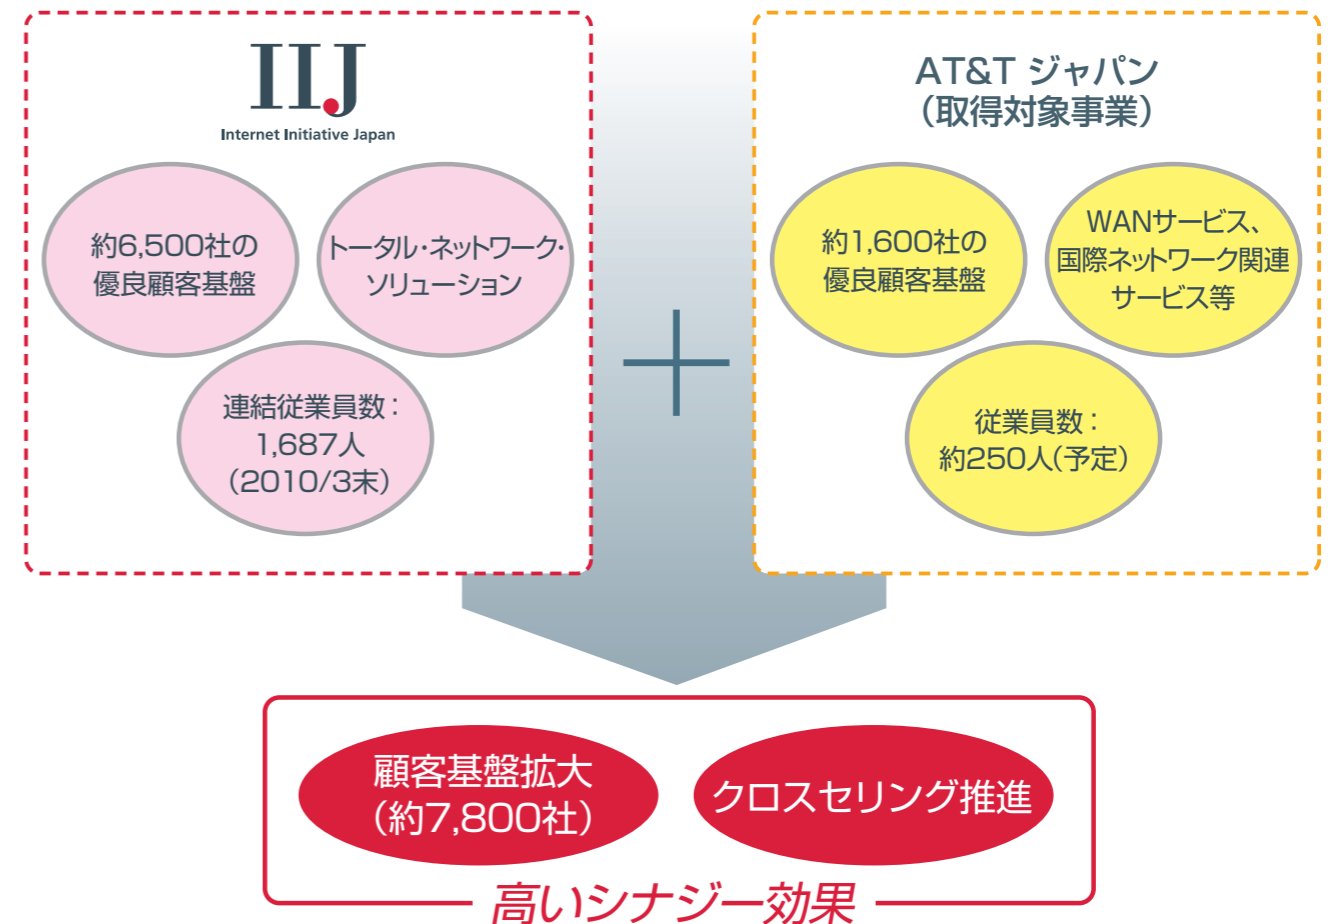 IIJ
Internet Initiative Japan
約6,500社の
優良顧客基盤
トータル・ネットワーク・
ソリューション
連結従業員数：
1,687人
（2010/3末）
＋
AT&T ジャパン
（取得対象事業）
約1,600社の
優良顧客基盤
WANサービス、
国際ネットワーク関連
サービス等
従業員数：
約250人（予定）
顧客基盤拡大
（約7,800社）
クロスセリング推進
高いシナジー効果